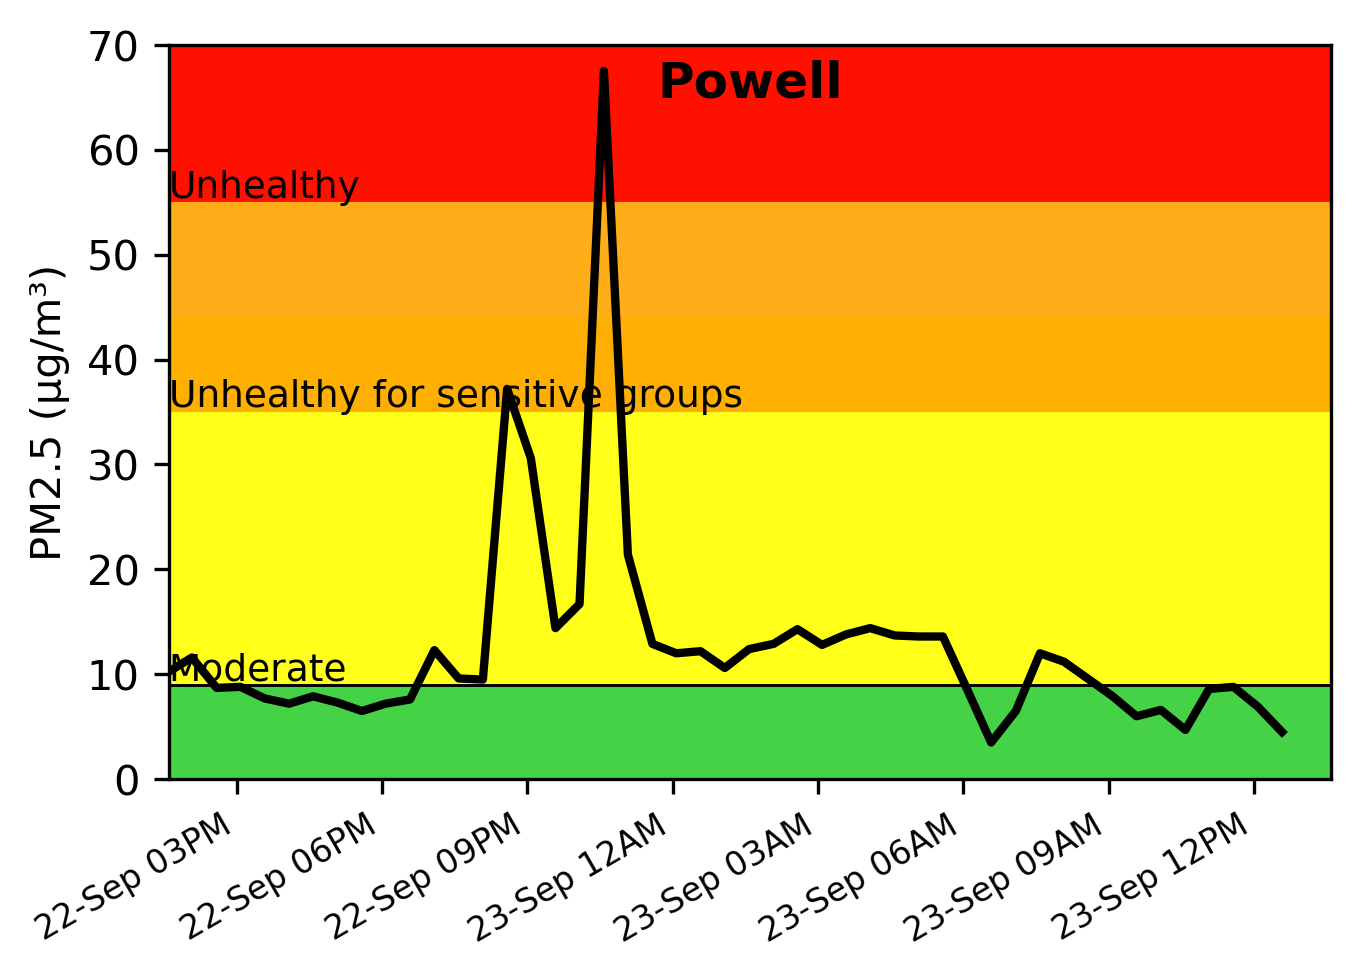 Powell
PM2.5 (µg/m³)
70
60
50
40
30
20
10
0
Unhealthy
Unhealthy for sensitive groups
Moderate
22-Sep 03PM
22-Sep 06PM
22-Sep 09PM
23-Sep 12AM
23-Sep 03AM
23-Sep 06AM
23-Sep 09AM
23-Sep 12PM